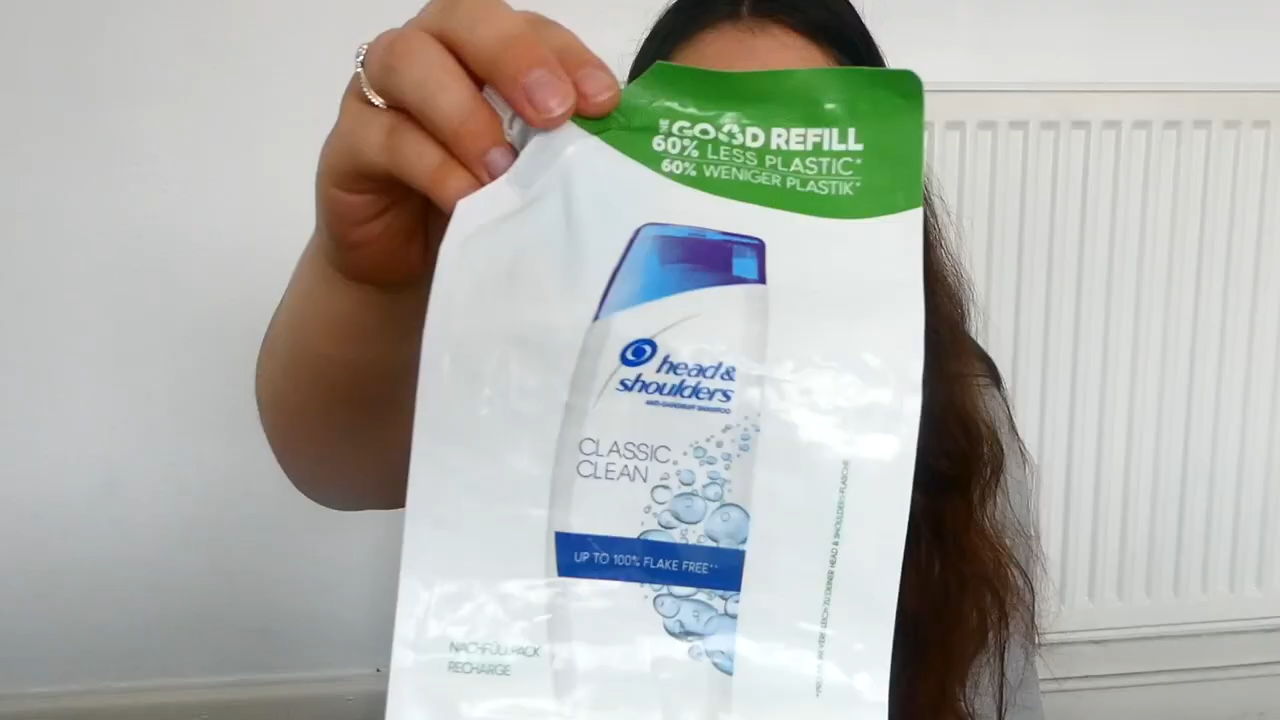 THE GOOD REFILL
60% LESS PLASTIC*
60% WENIGER PLASTIK*
head &
shoulders
ANTI-DANDRUFF SHAMPOO
CLASSIC
CLEAN
UP TO 100% FLAKE FREE**
NACHFÜLLPACK
RECHARGE